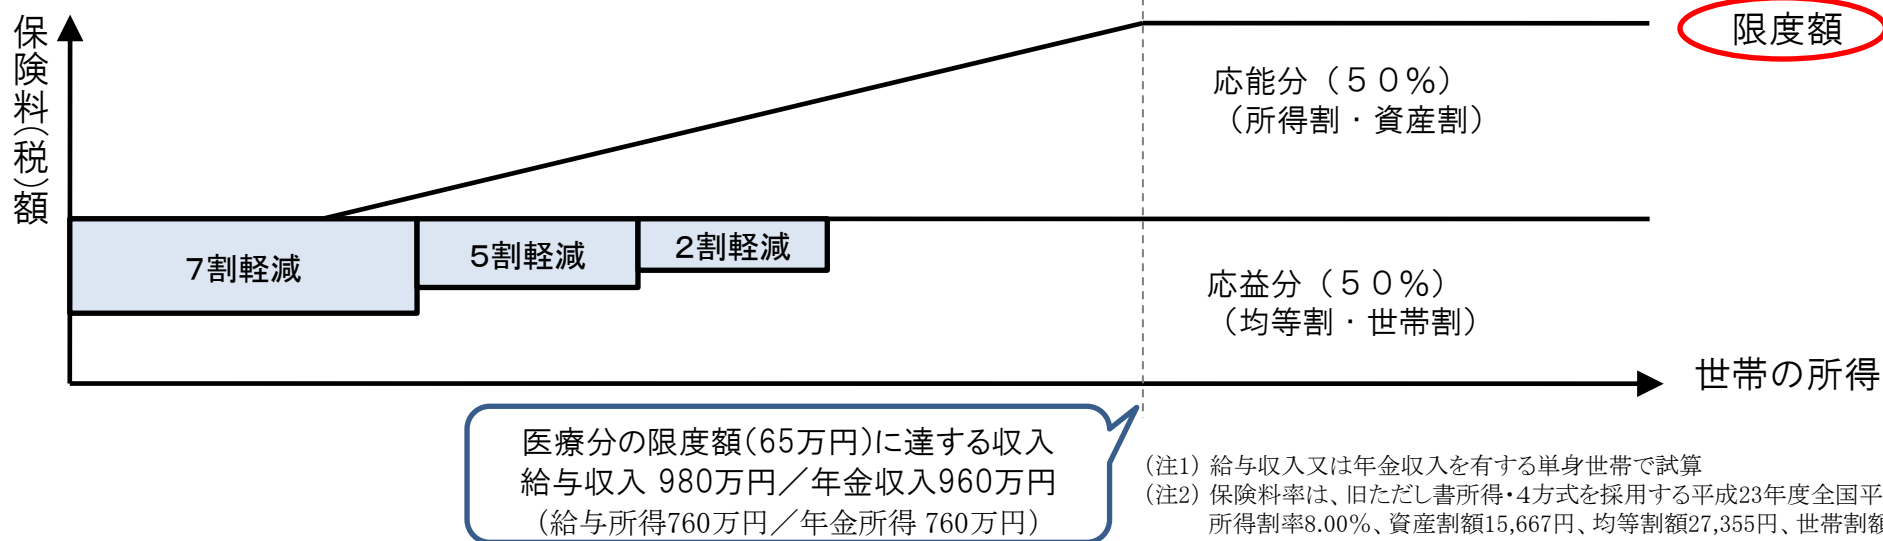 保険料(税)額
限度額
応能分（５０％）
（所得割・資産割）
7割軽減
5割軽減
2割軽減
応益分（５０％）
（均等割・世帯割）
世帯の所得
医療分の限度額(65万円)に達する収入
給与収入 980万円／年金収入960万円
（給与所得760万円／年金所得 760万円）
(注1) 給与収入又は年金収入を有する単身世帯で試算
(注2) 保険料率は、旧ただし書所得・4方式を採用する平成23年度全国平
所得割率8.00%、資産割額15,667円、均等割額27,355円、世帯割額